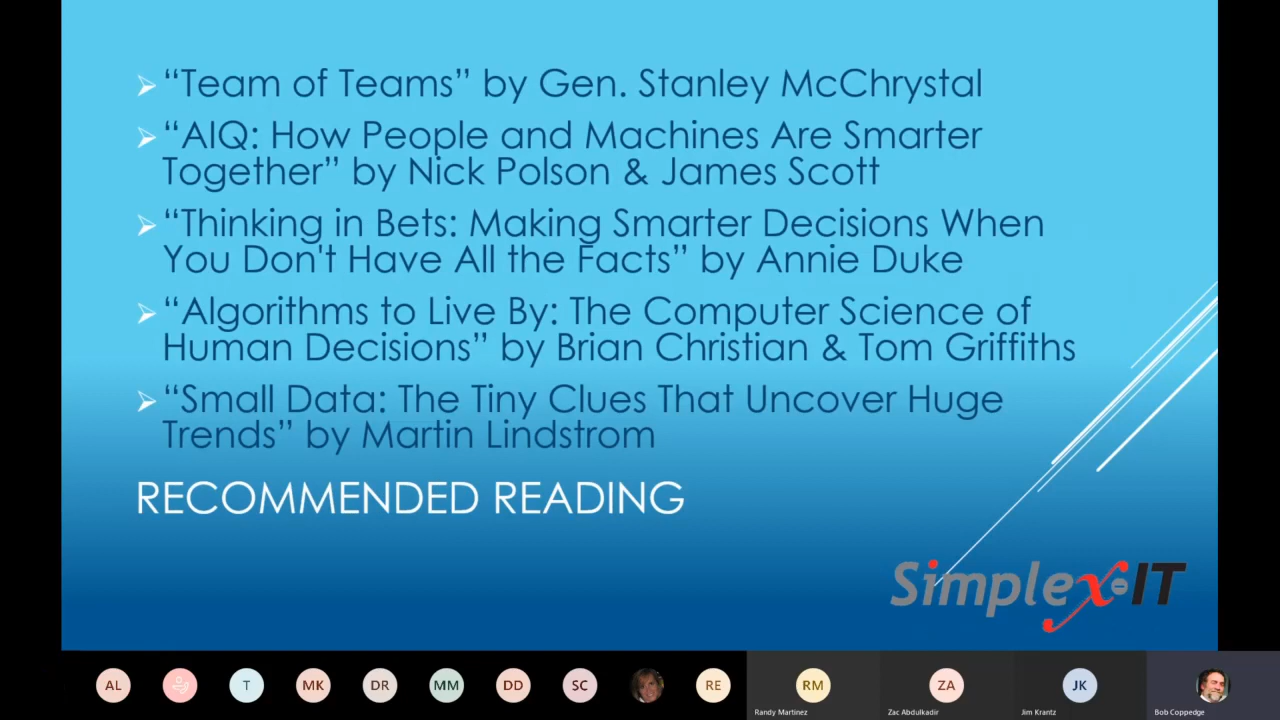 “Team of Teams” by Gen. Stanley McChrystal
“AIQ: How People and Machines Are Smarter
Together” by Nick Polson & James Scott
“Thinking in Bets: Making Smarter Decisions When
You Don't Have All the Facts” by Annie Duke
“Algorithms to Live By: The Computer Science of
Human Decisions” by Brian Christian & Tom Griffiths
“Small Data: The Tiny Clues That Uncover Huge
Trends” by Martin Lindstrom
RECOMMENDED READING
Simplex-IT
AL T MK DR MM DD SC RE RM ZA JK
Randy Martinez Zac Abdulkadir Jim Krantz Bob Coppedge